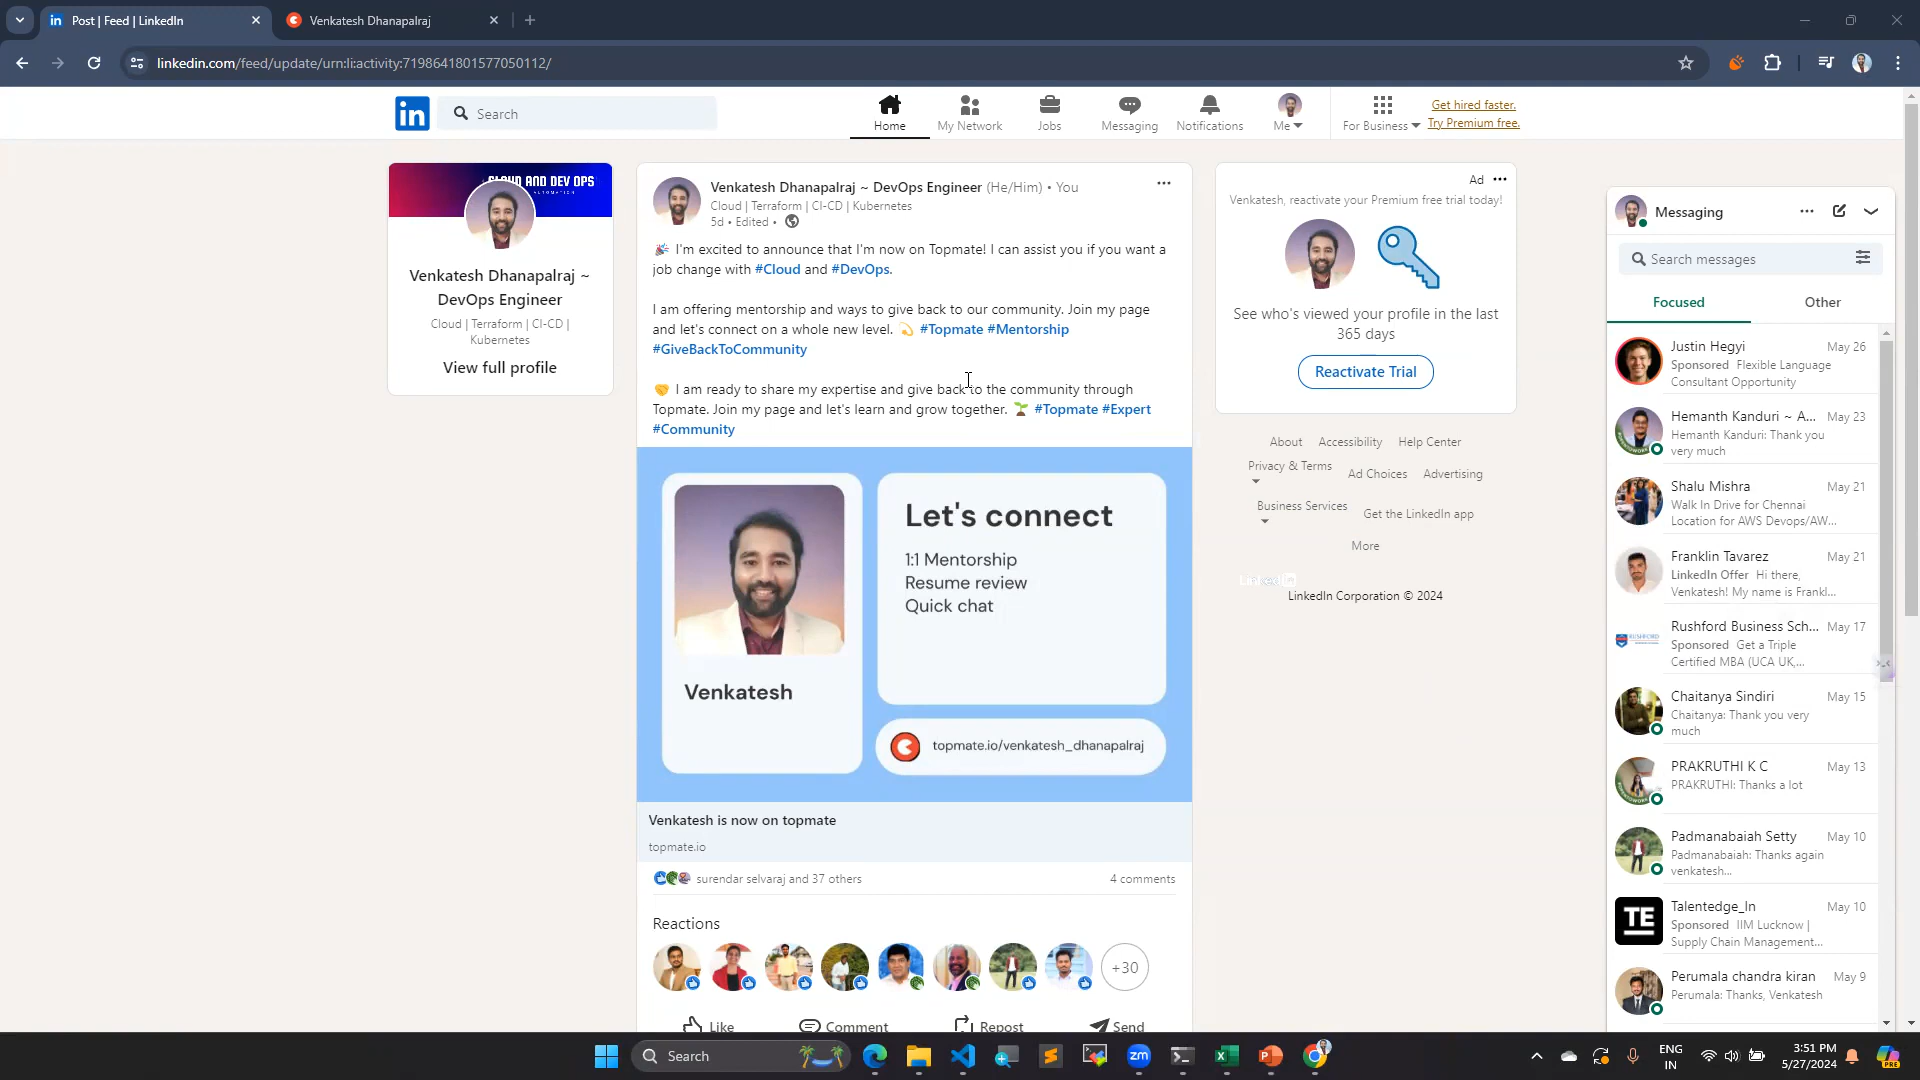 Post | Feed | LinkedIn
Venkatesh Dhanapalraj
linkedin.com/feed/update/urn:li:activity:7198641801577050112/
in
Search
Home
My Network
Jobs
Messaging
Notifications
Me
For Business
Get hired faster.
Try Premium free.
CLOUD AND DEV OPS
AUTOMATION
Venkatesh Dhanapalraj ~
DevOps Engineer
Cloud | Terraform | CI-CD |
Kubernetes
View full profile
Venkatesh Dhanapalraj ~ DevOps Engineer (He/Him) • You
Cloud | Terraform | CI-CD | Kubernetes
5d • Edited •
🎉 I'm excited to announce that I'm now on Topmate! I can assist you if you want a
job change with #Cloud and #DevOps.
I am offering mentorship and ways to give back to our community. Join my page
and let's connect on a whole new level. 💫 #Topmate #Mentorship
#GiveBackToCommunity
🤝 I am ready to share my expertise and give back to the community through
Topmate. Join my page and let's learn and grow together. 🌱 #Topmate #Expert
#Community
Let's connect
1:1 Mentorship
Resume review
Quick chat
Venkatesh
topmate.io/venkatesh_dhanapalraj
Venkatesh is now on topmate
topmate.io
surendar selvaraj and 37 others
4 comments
Reactions
+30
Like
Comment
Repost
Send
Ad
Venkatesh, reactivate your Premium free trial today!
See who's viewed your profile in the last
365 days
Reactivate Trial
About Accessibility Help Center
Privacy & Terms
Ad Choices Advertising
Business Services
Get the LinkedIn app
More
LinkedIn
LinkedIn Corporation © 2024
Messaging
Search messages
Focused
Other
Justin Hegyi May 26
Sponsored Flexible Language
Consultant Opportunity
Hemanth Kanduri ~ A... May 23
Hemanth Kanduri: Thank you
very much
Shalu Mishra May 21
Walk In Drive for Chennai
Location for AWS Devops/AW...
Franklin Tavarez May 21
LinkedIn Offer Hi there,
Venkatesh! My name is Frankl...
Rushford Business Sch... May 17
Sponsored Get a Triple
Certified MBA (UCA UK,...
Chaitanya Sindiri May 15
Chaitanya: Thank you very
much
PRAKRUTHI K C May 13
PRAKRUTHI: Thanks a lot
Padmanabaiah Setty May 10
Padmanabaiah: Thanks again
venkatesh...
TE
Talentedge_In May 10
Sponsored IIM Lucknow |
Supply Chain Management...
Perumala chandra kiran May 9
Perumala: Thanks, Venkatesh
Search
zm
ENG
IN
3:51 PM
5/27/2024
PRE